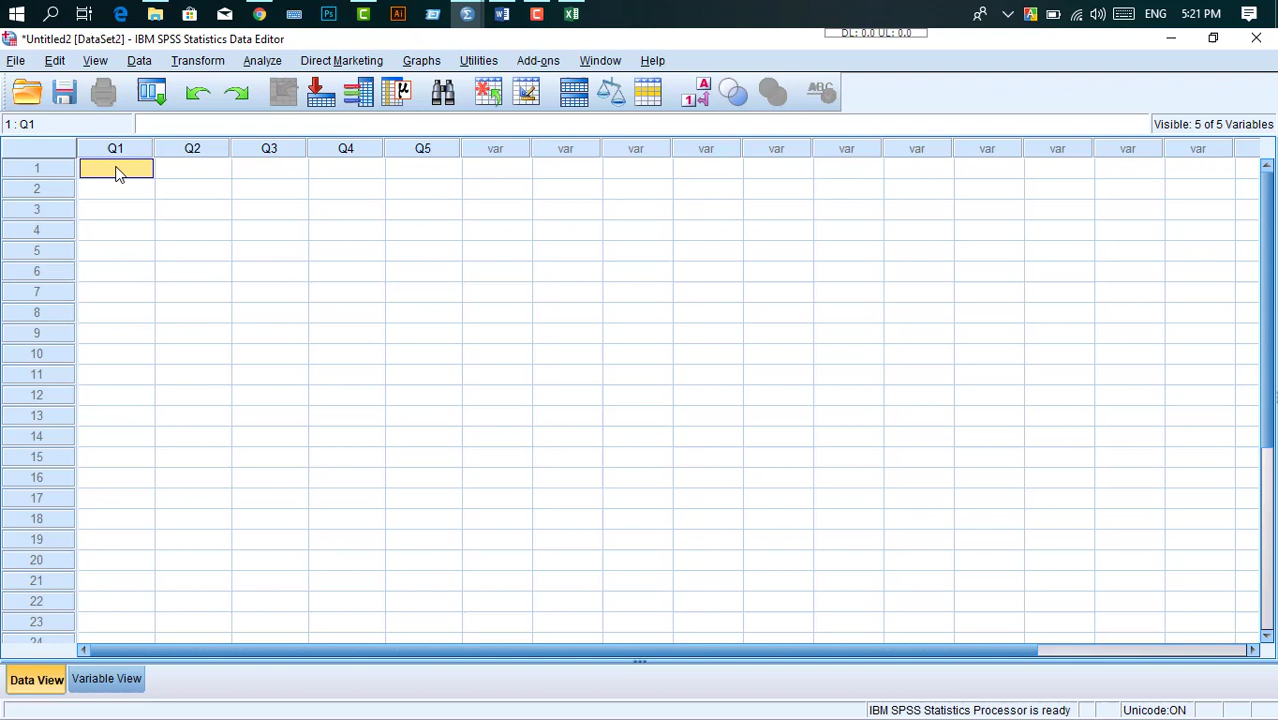 Ps Ai
DL: 0.0 UL: 0.0
ENG 5:21 PM
*Untitled2 [DataSet2] - IBM SPSS Statistics Data Editor
File Edit View Data Transform Analyze Direct Marketing Graphs Utilities Add-ons Window Help
1 : Q1
Visible: 5 of 5 Variables
Q1 Q2 Q3 Q4 Q5 var var var var var var var var var var var
1
2
3
4
5
6
7
8
9
10
11
12
13
14
15
16
17
18
19
20
21
22
23
24
Data View Variable View
IBM SPSS Statistics Processor is ready Unicode:ON